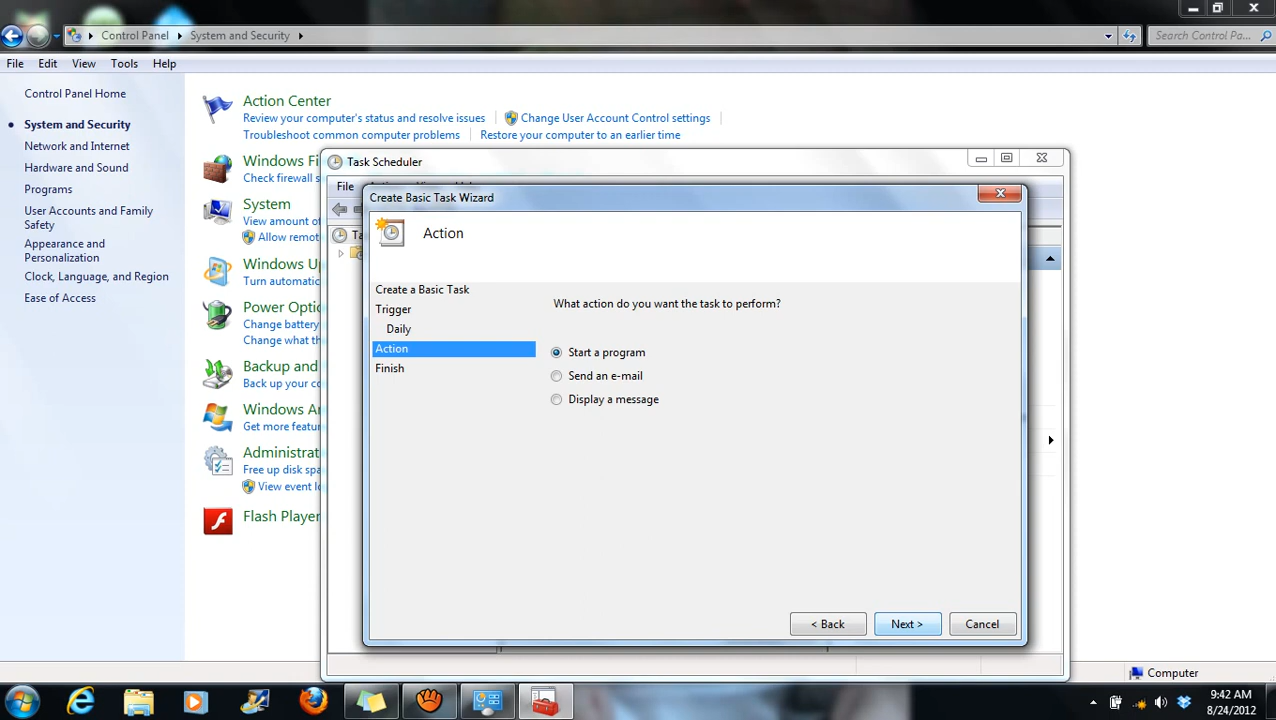 Control Panel
System and Security
Search Control Pa...
File Edit View Tools Help
Control Panel Home
System and Security
Network and Internet
Hardware and Sound
Programs
User Accounts and Family
Safety
Appearance and
Personalization
Clock, Language, and Region
Ease of Access
Action Center
Review your computer's status and resolve issues
Change User Account Control settings
Troubleshoot common computer problems
Restore your computer to an earlier time
Windows Fi
Check firewall s
System
View amount of
Allow remot
Windows Up
Turn automatic
Power Optio
Change battery
Change what th
Backup and
Back up your co
Windows An
Get more featur
Administrat
Free up disk spa
View event lo
Flash Player
Task Scheduler
File
Create Basic Task Wizard
Action
Create a Basic Task
Trigger
Daily
Action
Finish
What action do you want the task to perform?
Start a program
Send an e-mail
Display a message
< Back
Next >
Cancel
Computer
9:42 AM
8/24/2012